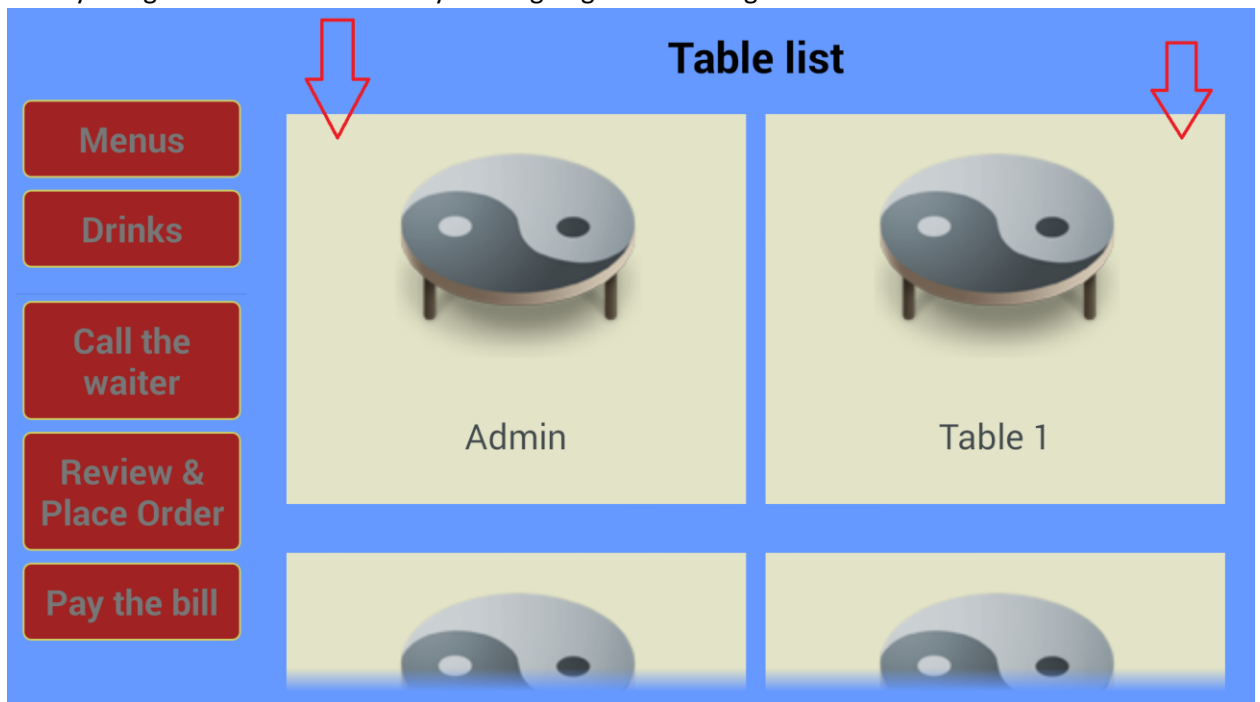 Table list
Menus
Drinks
Call the
waiter
Review &
Place Order
Pay the bill
Admin
Table 1